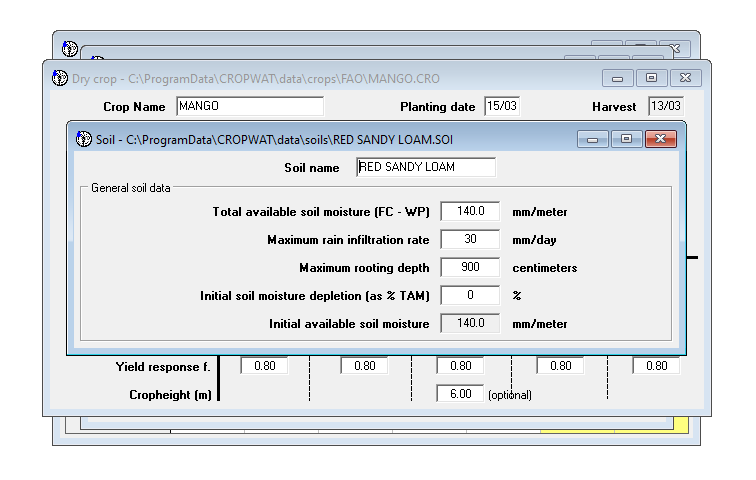 Dry crop - C:\ProgramData\CROPWAT\data\crops\FAO\MANGO.CRO
Crop Name MANGO Planting date 15/03 Harvest 13/03
Soil - C:\ProgramData\CROPWAT\data\soils\RED SANDY LOAM.SOI
Soil name RED SANDY LOAM
General soil data
Total available soil moisture (FC - WP) 140.0 mm/meter
Maximum rain infiltration rate 30 mm/day
Maximum rooting depth 900 centimeters
Initial soil moisture depletion (as % TAM) 0 %
Initial available soil moisture 140.0 mm/meter
Yield response f. 0.80 0.80 0.80 0.80 0.80
Cropheight (m) 6.00 (optional)